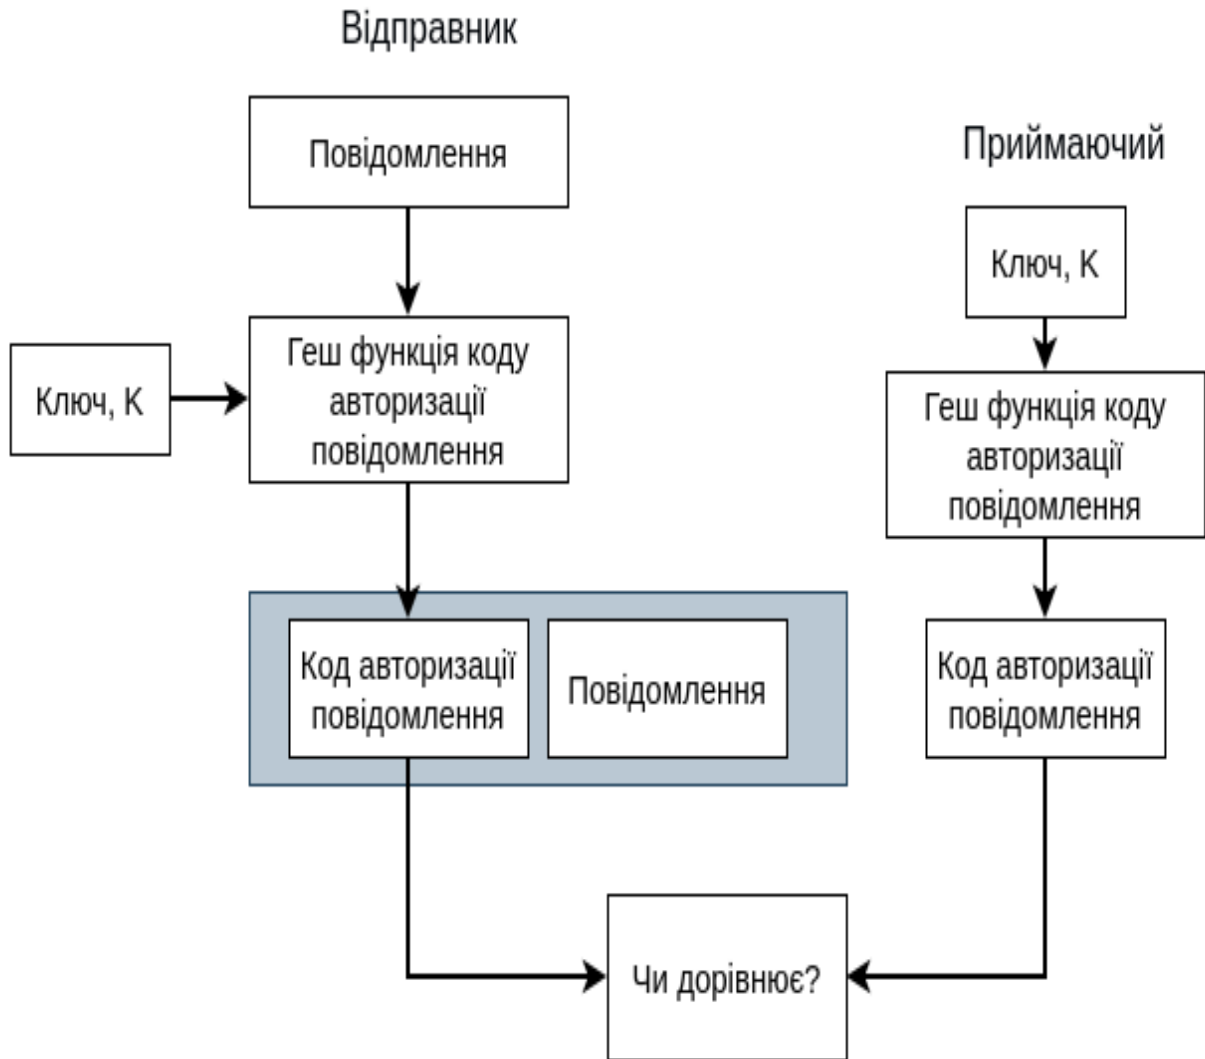 Відправник
Повідомлення
Приймаючий
Ключ, K
Геш функція коду
авторизації
повідомлення
Ключ, K
Геш функція коду
авторизації
повідомлення
Код авторизації
повідомлення
Повідомлення
Код авторизації
повідомлення
Чи дорівнює?